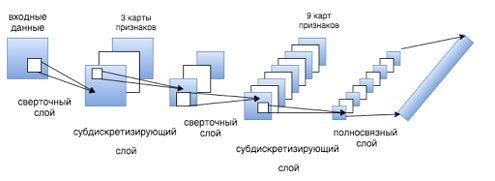 входные
данные
3 карты
признаков
9 карт
признаков
сверточный
слой
субдискретизирующий
слой
сверточный
слой
субдискретизирующий
слой
полносвязный
слой